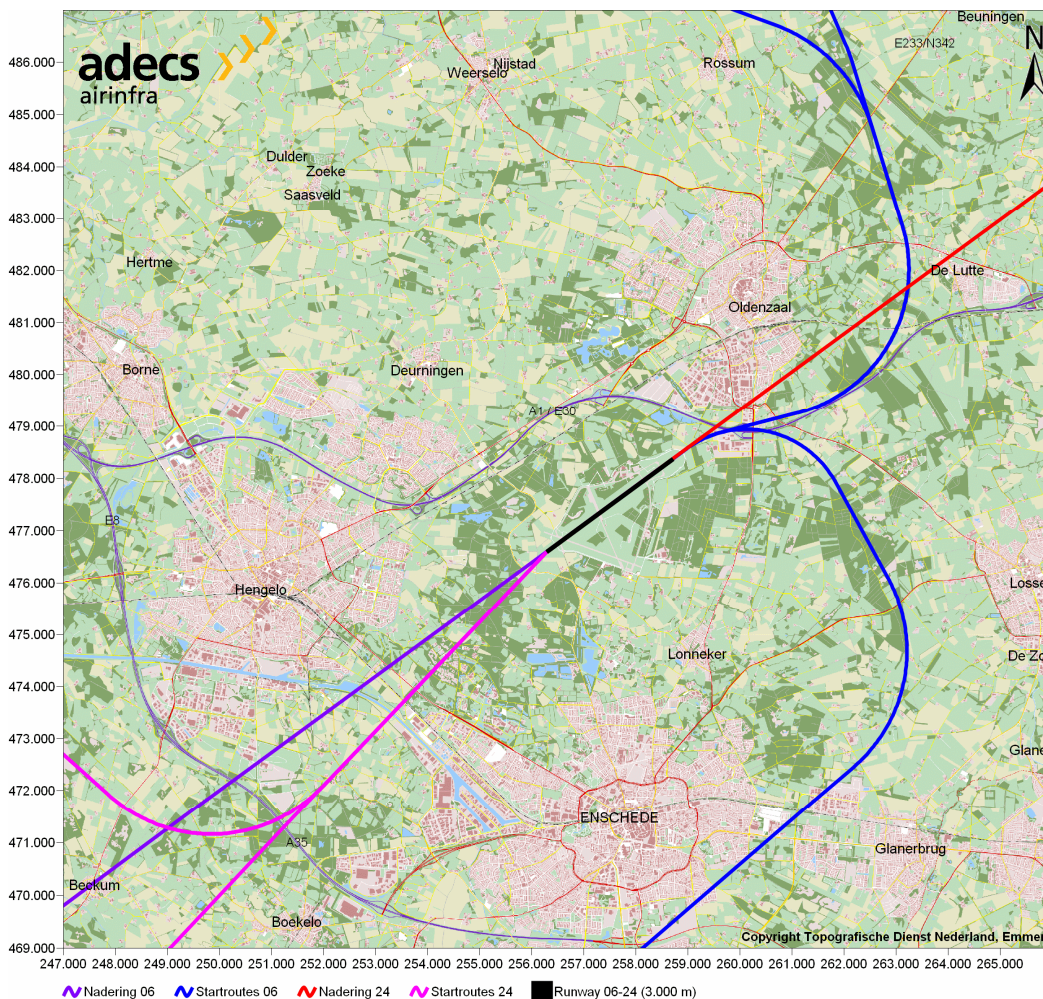 Beuningen
E233/N342
N
adecs
airinfra
Rossum
Nijstad
Weerselo
486.000
485.000
Dulder
Zoeke
Saasveld
484.000
483.000
Hertme
De Lutte
482.000
Oldenzaal
481.000
Borne
Deurningen
480.000
A1 / E30
479.000
478.000
E8
477.000
476.000
Hengelo
Losse
475.000
Lonneker
De Zo
474.000
473.000
Glane
472.000
ENSCHEDE
471.000
A35
Glanerbrug
470.000
Beckum
Boekelo
469.000
Copyright Topografische Dienst Nederland, Emmer
247.000 248.000 249.000 250.000 251.000 252.000 253.000 254.000 255.000 256.000 257.000 258.000 259.000 260.000 261.000 262.000 263.000 264.000 265.000
Nadering 06 Startroutes 06 Nadering 24 Startroutes 24 Runway 06-24 (3.000 m)